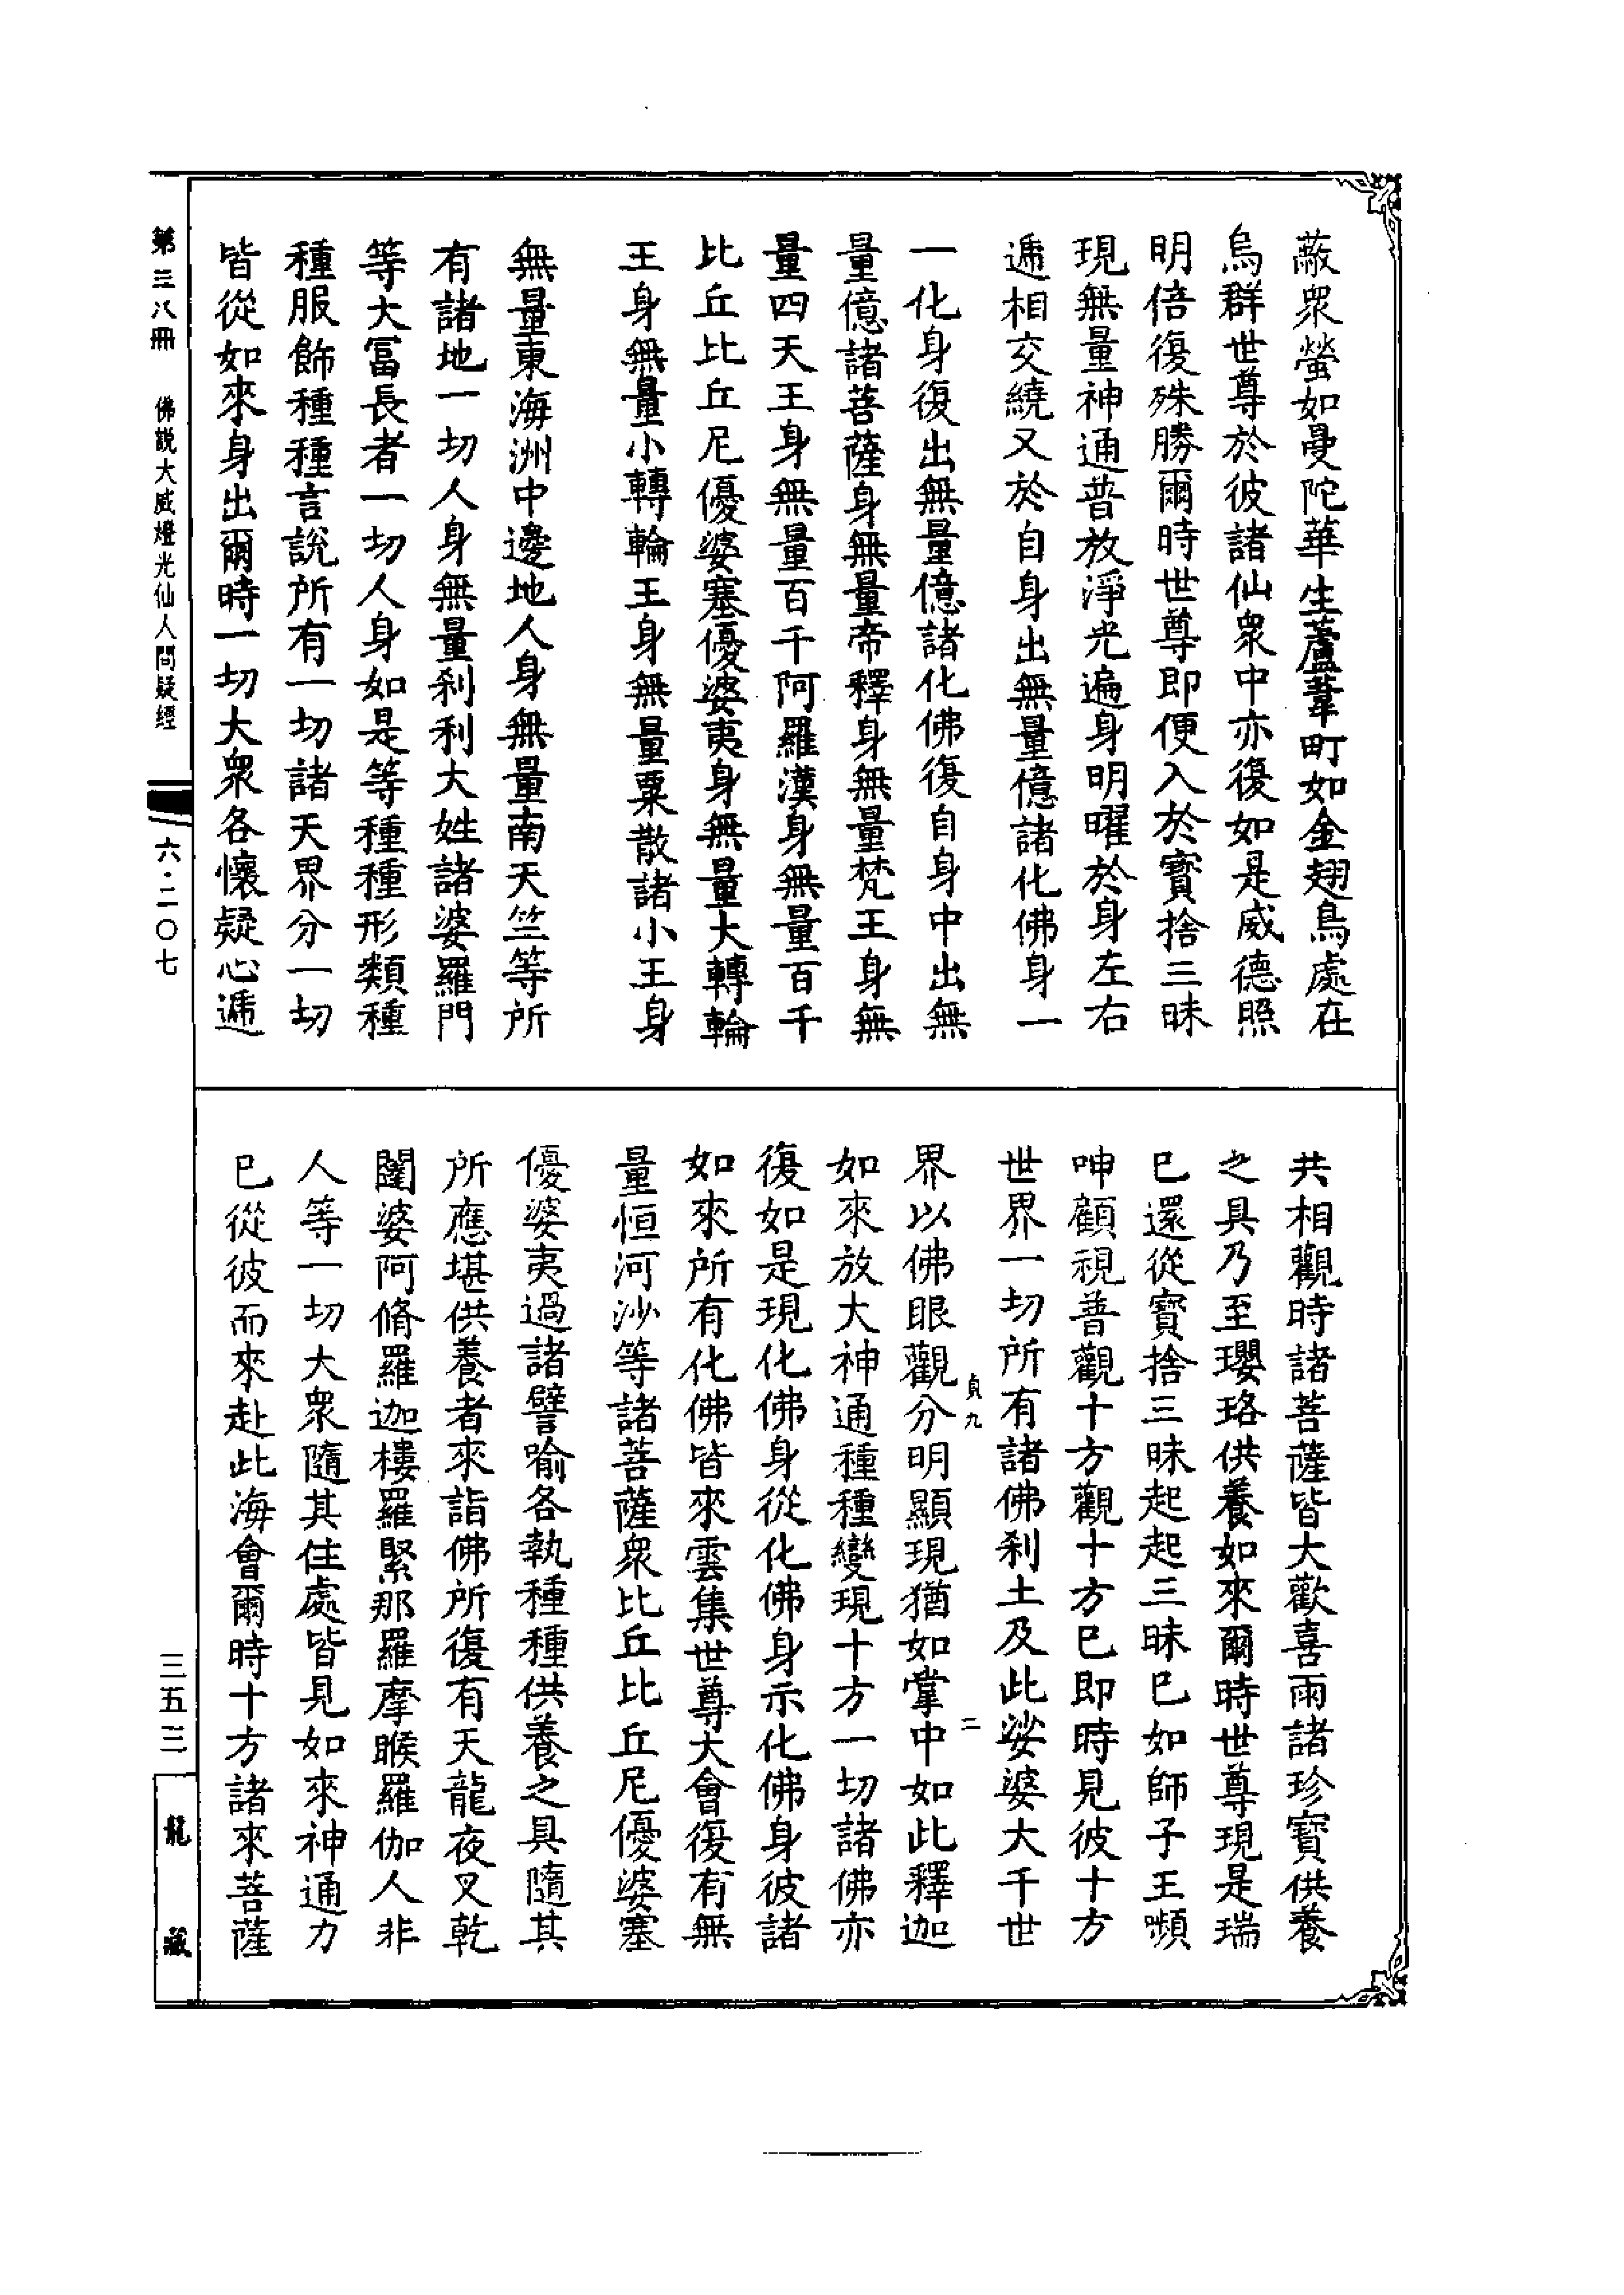 蔽衆螢如曼陀華生蘆葦町如金翅鳥處在
烏群世尊於彼諸仙衆中亦復如是威德照
明倍復殊勝爾時世尊即便入於寶捨三昧
現無量神通普放淨光遍身明曜於身左右
遞相交繞又於自身出無量億諸化佛身一
一化身復出無量億諸化佛復自身中出無
量億諸菩薩身無量帝釋身無量梵王身無
量四天王身無量百千阿羅漢身無量百千
比丘比丘尼優婆塞優婆夷身無量大轉輪
王身無量小轉輪王身無量粟散諸小王身
無量東海洲中邊地人身無量南天竺等所
有諸地一切人身無量刹利大姓諸婆羅門
等大冨長者一切人身如是等種種形類種
種服飾種種言說所有一切諸天界分一切
皆從如來身出爾時一切大衆各懷疑心遞
共相觀時諸菩薩皆大歡喜雨諸珍寶供養
之具乃至瓔珞供養如來爾時世尊現是瑞
已還從寶捨三昧起起三昧已如師子王嚬
呻顧視普觀十方觀十方已即時見彼十方
世界一切所有諸佛刹土及此娑婆大千世
界以佛眼觀分明顯現猶如掌中如此釋迦
貞九
二
如來放大神通種種變現十方一切諸佛亦
復如是現化佛身從化佛身示化佛身彼諸
如來所有化佛皆來雲集世尊大會復有無
量恒河沙等諸菩薩衆比丘比丘尼優婆塞
優婆夷過諸譬喻各執種種供養之具隨其
所應堪供養者來詣佛所復有天龍夜叉乾
闥婆阿脩羅迦樓羅緊那羅摩睺羅伽人非
人等一切大衆隨其住處皆見如來神通力
已從彼而來赴此海會爾時十方諸來菩薩
第三八冊
佛說大威燈光仙人問疑經
六·二〇七
三五三
龍藏